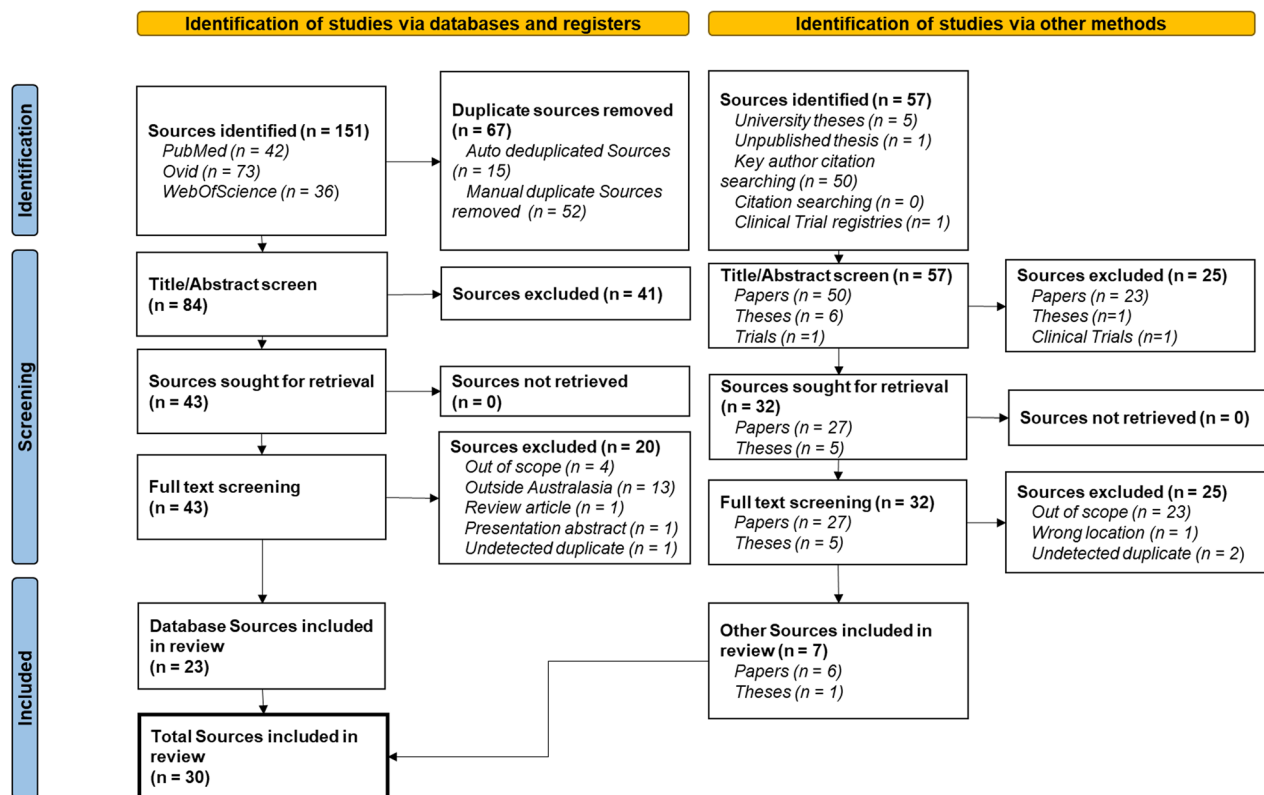 Identification of studies via databases and registers
Identification of studies via other methods
Identification
Sources identified (n = 151)
PubMed (n = 42)
Ovid (n = 73)
WebOfScience (n = 36)
Duplicate sources removed
(n = 67)
Auto deduplicated Sources
(n = 15)
Manual duplicate Sources
removed (n = 52)
Sources identified (n = 57)
University theses (n = 5)
Unpublished thesis (n = 1)
Key author citation
searching (n = 50)
Citation searching (n = 0)
Clinical Trial registries (n= 1)
Screening
Title/Abstract screen
(n = 84)
Sources excluded (n = 41)
Title/Abstract screen (n = 57)
Papers (n = 50)
Theses (n = 6)
Trials (n =1)
Sources excluded (n = 25)
Papers (n = 23)
Theses (n=1)
Clinical Trials (n=1)
Sources sought for retrieval
(n = 43)
Sources not retrieved
(n = 0)
Sources sought for retrieval
(n = 32)
Papers (n = 27)
Theses (n = 5)
Sources not retrieved (n = 0)
Full text screening
(n = 43)
Sources excluded (n = 20)
Out of scope (n = 4)
Outside Australasia (n = 13)
Review article (n = 1)
Presentation abstract (n = 1)
Undetected duplicate (n = 1)
Full text screening (n = 32)
Papers (n = 27)
Theses (n = 5)
Sources excluded (n = 25)
Out of scope (n = 23)
Wrong location (n = 1)
Undetected duplicate (n = 2)
Included
Database Sources included
in review
(n = 23)
Other Sources included in
review (n = 7)
Papers (n = 6)
Theses (n = 1)
Total Sources included in
review
(n = 30)